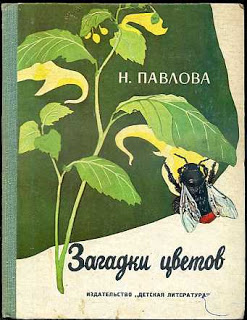 Н. ПАВЛОВА
Загадки цветов
ИЗДАТЕЛЬСТВО „ДЕТСКАЯ ЛИТЕРАТУРА"